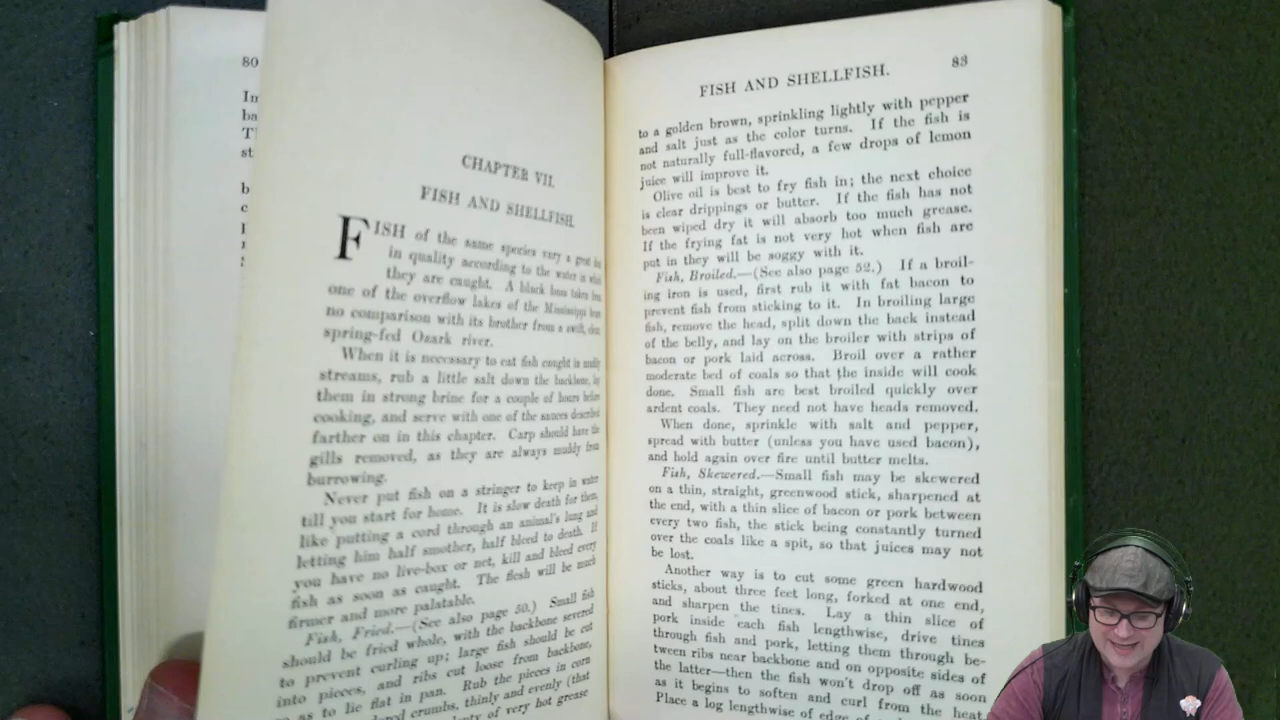 80
CHAPTER VII.
FISH AND SHELLFISH.
FISH of the same species vary a great
in quality according to the water in which
they are caught. A black bass taken from
one of the overflow lakes of the Mississippi bears
no comparison with its brother from a swift,
spring-fed Ozark river.
When it is necessary to eat fish caught in muddy
streams, rub a little salt down the backbone, lay
them in strong brine for a couple of hours before
cooking, and serve with one of the sauces described
farther on in this chapter. Carp should have the
gills removed, as they are always muddy from
burrowing.
Never put fish on a stringer to keep in water
till you start for home. It is slow death for them,
like putting a cord through an animal's lung and
letting him half smother, half bleed to death. If
you have no live-box or net, kill and bleed every
fish as soon as caught. The flesh will be much
firmer and more palatable.
Fish, Fried.—(See also page 50.) Small fish
should be fried whole, with the backbone severed
to prevent curling up; large fish should be cut
into pieces, and ribs cut loose from backbone,
as to lie flat in pan. Rub the pieces in corn
crumbs, thinly and evenly (that
of very hot grease
FISH AND SHELLFISH.
83
to a golden brown, sprinkling lightly with pepper
and salt just as the color turns. If the fish is
not naturally full-flavored, a few drops of lemon
juice will improve it.
Olive oil is best to fry fish in; the next choice
is clear drippings or butter. If the fish has not
been wiped dry it will absorb too much grease.
If the frying fat is not very hot when fish are
put in they will be soggy with it.
Fish, Broiled.—(See also page 52.) If a broil-
ing iron is used, first rub it with fat bacon to
prevent fish from sticking to it. In broiling large
fish, remove the head, split down the back instead
of the belly, and lay on the broiler with strips of
bacon or pork laid across. Broil over a rather
moderate bed of coals so that the inside will cook
done. Small fish are best broiled quickly over
ardent coals. They need not have heads removed.
When done, sprinkle with salt and pepper,
spread with butter (unless you have used bacon),
and hold again over fire until butter melts.
Fish, Skewered.—Small fish may be skewered
on a thin, straight, greenwood stick, sharpened at
the end, with a thin slice of bacon or pork between
every two fish, the stick being constantly turned
over the coals like a spit, so that juices may not
be lost.
Another way is to cut some green hardwood
sticks, about three feet long, forked at one end,
and sharpen the tines. Lay a thin slice of
pork inside each fish lengthwise, drive tines
through fish and pork, letting them through be-
tween ribs near backbone and on opposite sides of
the latter—then the fish won't drop off as soon
as it begins to soften and curl from the heat.
Place a log lengthwise of edge of